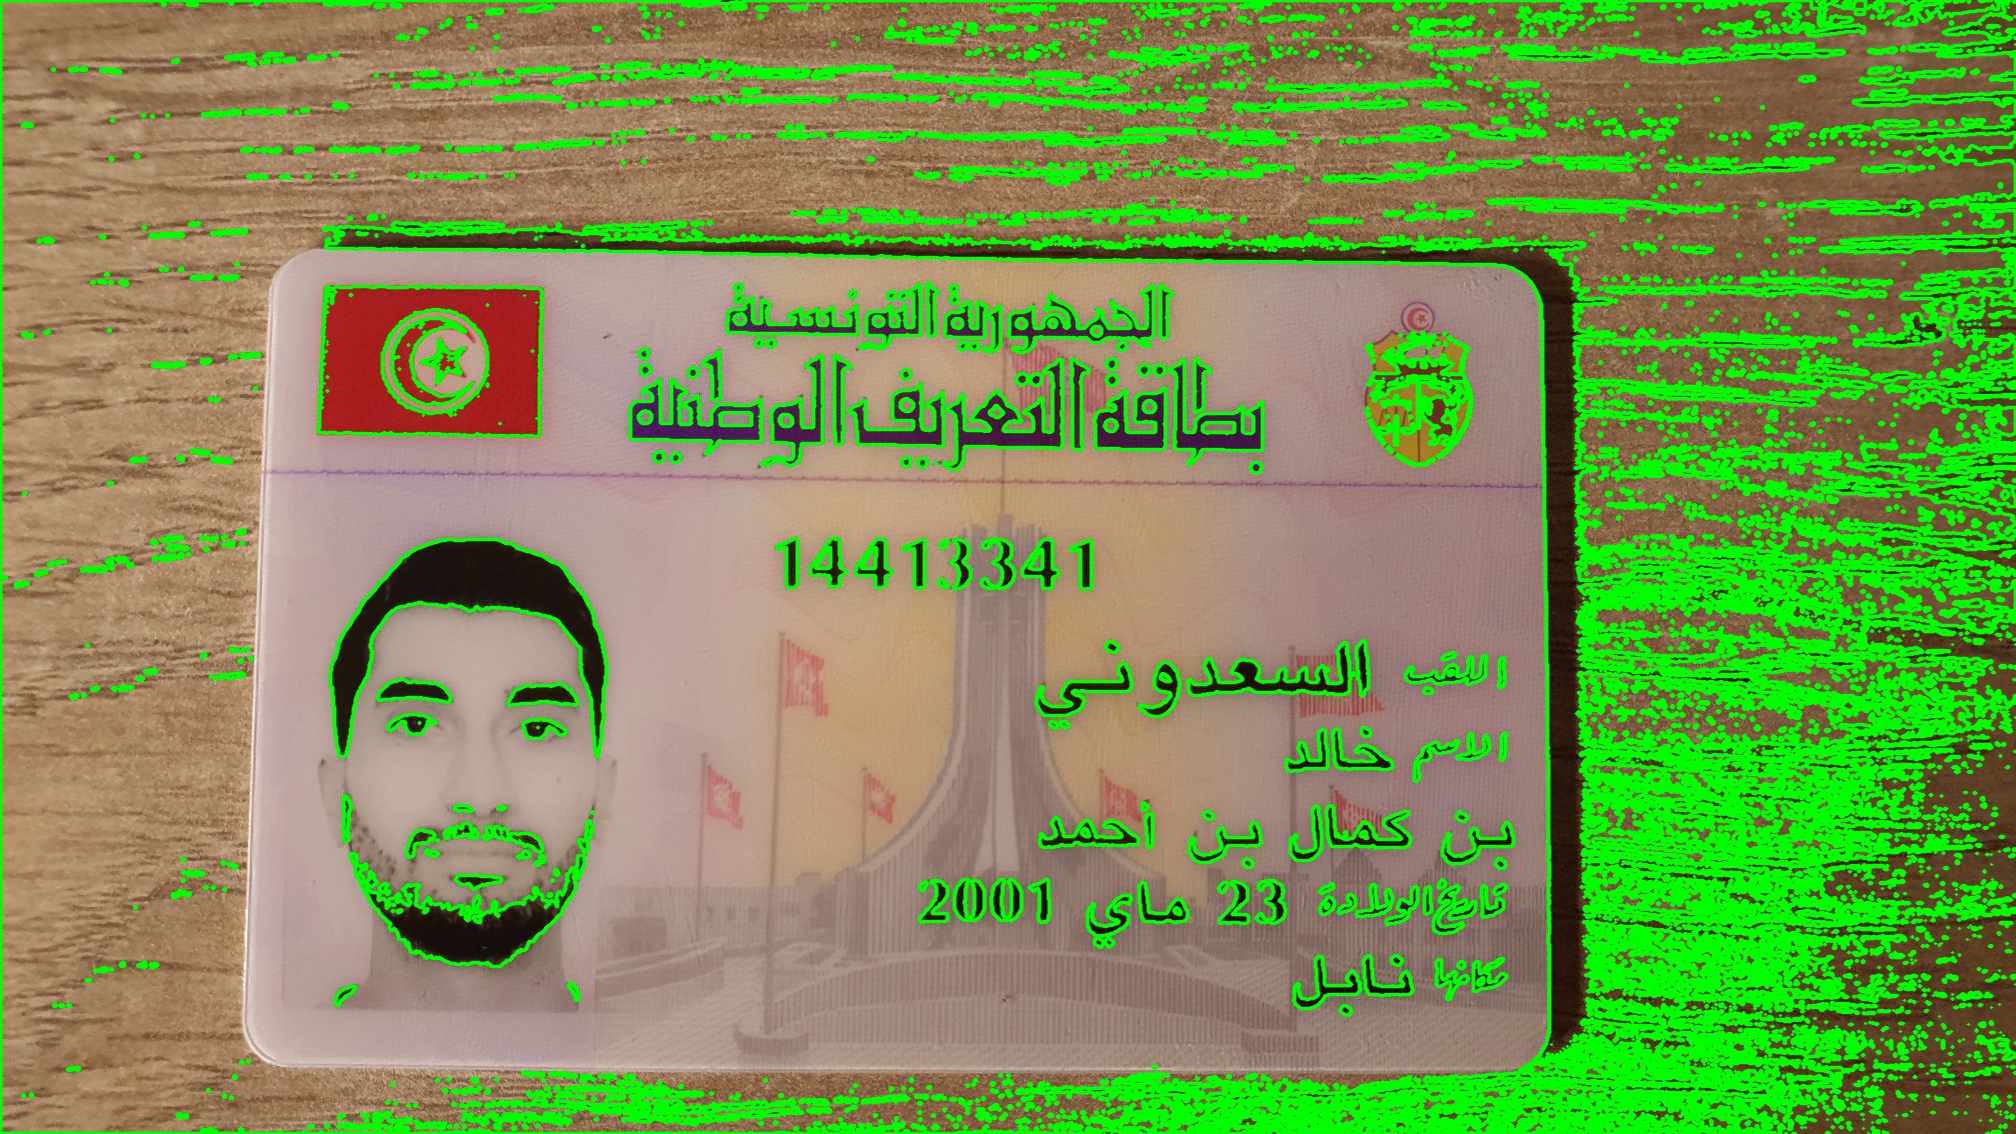 الجمهورية التونسية
بطاقة التعريف الوطنية
14413341
اللقب السعدوني
الاسم خالد
بن كمال بن أحمد
تاريخ الولادة 23 ماي 2001
مكانها نابل